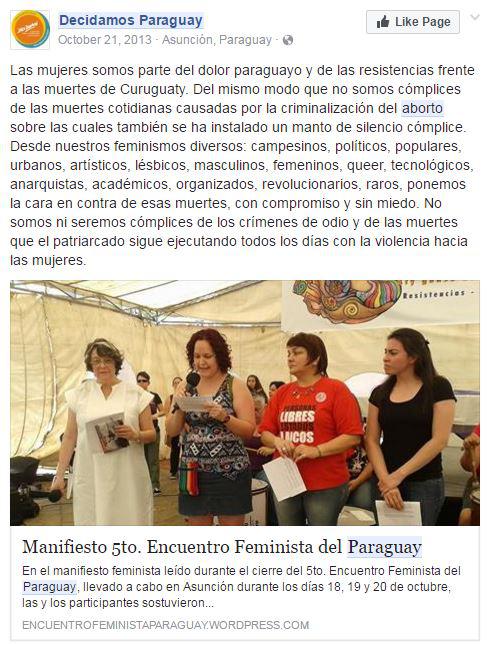 Decidamos Paraguay
October 21, 2013 · Asunción, Paraguay ·
Like Page
Las mujeres somos parte del dolor paraguayo y de las resistencias frente
a las muertes de Curuguaty. Del mismo modo que no somos cómplices
de las muertes cotidianas causadas por la criminalización del aborto
sobre las cuales también se ha instalado un manto de silencio cómplice.
Desde nuestros feminismos diversos: campesinos, políticos, populares,
urbanos, artísticos, lésbicos, masculinos, femeninos, queer, tecnológicos,
anarquistas, académicos, organizados, revolucionarios, raros, ponemos
la cara en contra de esas muertes, con compromiso y sin miedo. No
somos ni seremos cómplices de los crímenes de odio y de las muertes
que el patriarcado sigue ejecutando todos los días con la violencia hacia
las mujeres.
Resistencias -
PERSONAS
LIBRES
ESTADOS
LAICOS
Manifiesto 5to. Encuentro Feminista del Paraguay
En el manifiesto feminista leído durante el cierre del 5to. Encuentro Feminista del
Paraguay, llevado a cabo en Asunción durante los días 18, 19 y 20 de octubre,
las y los participantes sostuvieron...
ENCUENTROFEMINISTAPARAGUAY.WORDPRESS.COM